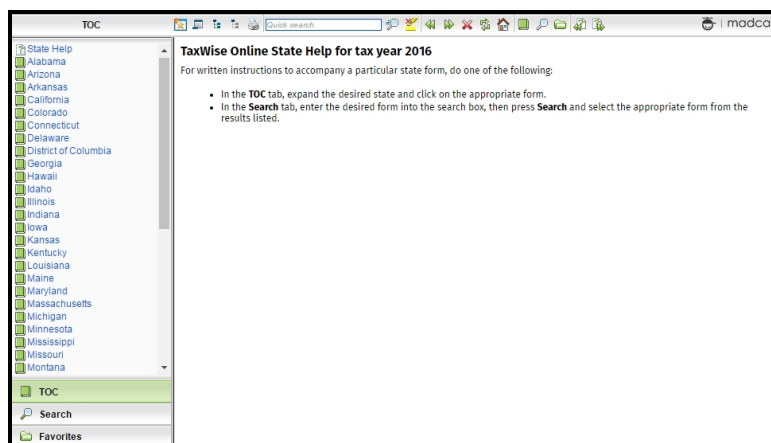 TOC
Quick search
madca
State Help
Alabama
Arizona
Arkansas
California
Colorado
Connecticut
Delaware
District of Columbia
Georgia
Hawaii
Idaho
Illinois
Indiana
Iowa
Kansas
Kentucky
Louisiana
Maine
Maryland
Massachusetts
Michigan
Minnesota
Mississippi
Missouri
Montana
TOC
Search
Favorites
TaxWise Online State Help for tax year 2016
For written instructions to accompany a particular state form, do one of the following:
• In the TOC tab, expand the desired state and click on the appropriate form.
• In the Search tab, enter the desired form into the search box, then press Search and select the appropriate form from the
results listed.